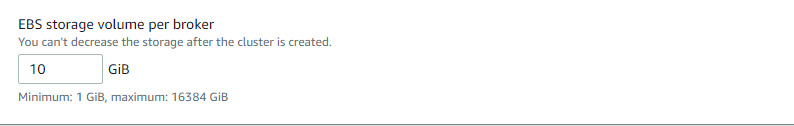 EBS storage volume per broker
You can't decrease the storage after the cluster is created.
10 GiB
Minimum: 1 GiB, maximum: 16384 GiB